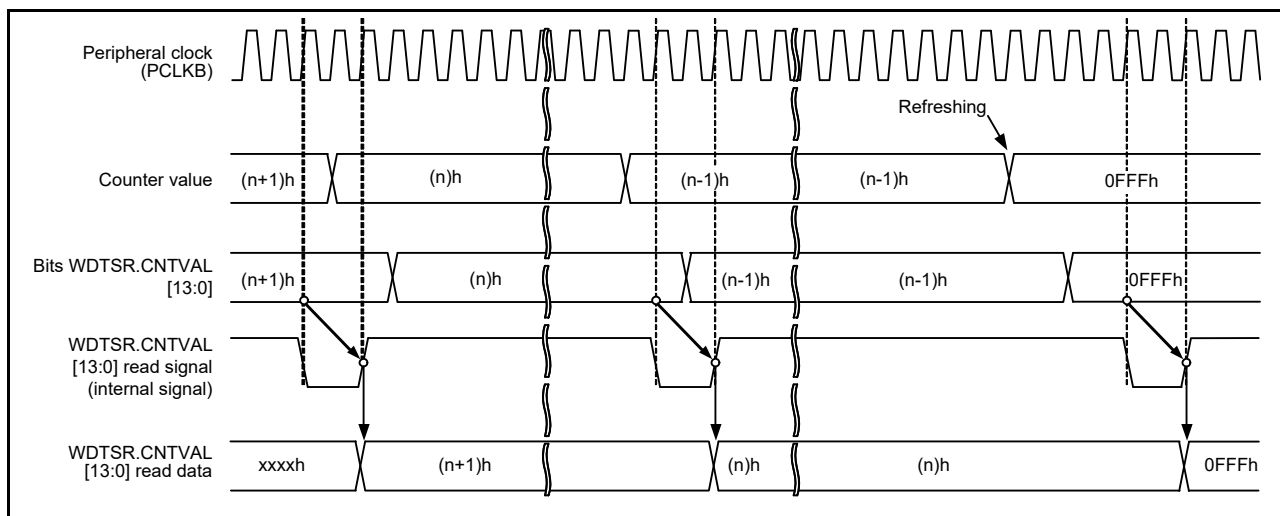 Peripheral clock
(PCLKB)
Refreshing
Counter value
(n+1)h
(n)h
(n-1)h
(n-1)h
0FFFh
Bits WDTSR.CNTVAL
[13:0]
(n+1)h
(n)h
(n-1)h
(n-1)h
0FFFh
WDTSR.CNTVAL
[13:0] read signal
(internal signal)
WDTSR.CNTVAL
[13:0] read data
xxxxh
(n+1)h
(n)h
(n)h
0FFFh